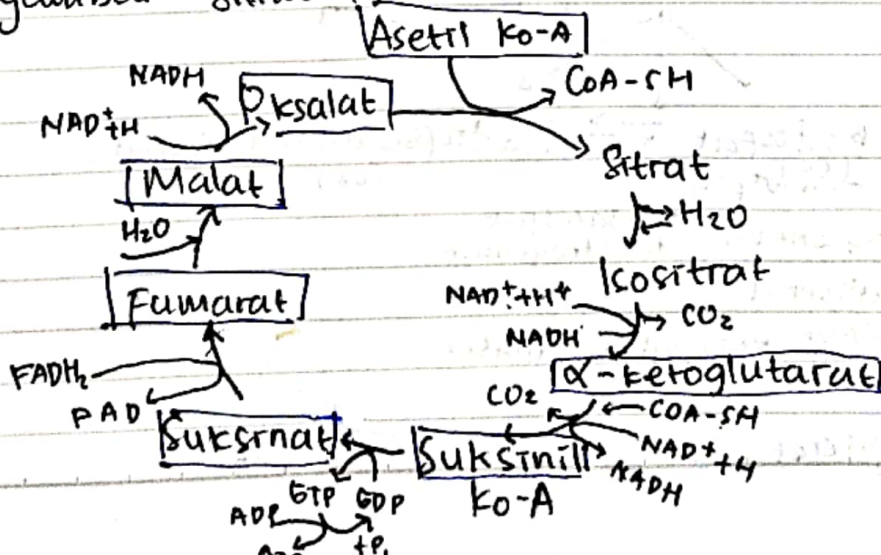 Asetil Ko-A
CoA-SH
NADH
Oksalat
NAD⁺+H
Sitrat
Malat
H₂O
H₂O
Isositrat
Fumarat
NAD⁺+H⁺
CO₂
NADH
α-ketoglutarat
FADH₂
CO₂
COA-SH
FAD
Suksinat
Suksinil
Ko-A
NAD⁺+H
NADH
GTP GDP
ADP
+P